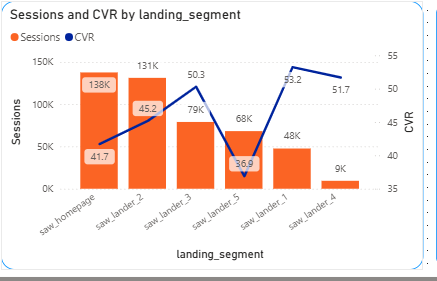 Sessions and CVR by landing_segment
Sessions CVR
150K
100K
50K
0K
Sessions
138K
131K
79K
68K
48K
9K
41.7
45.2
50.3
36.9
53.2
51.7
55
50
45
40
35
CVR
saw_homepage
saw_lander_2
saw_lander_3
saw_lander_5
saw_lander_1
saw_lander_4
landing_segment